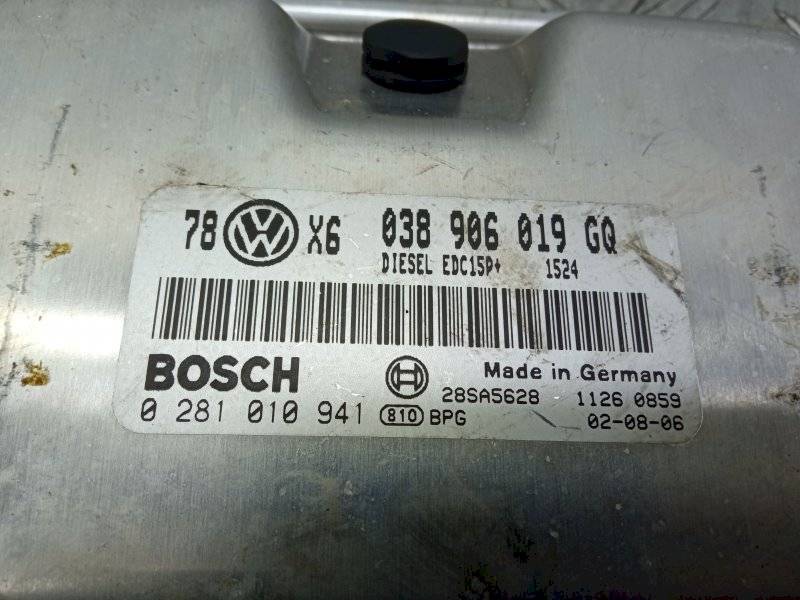 78 VW X6 038 906 019 GQ
DIESEL EDC15P+ 1524
BOSCH Made in Germany
28SA5628 1126 0859
0 281 010 941 810 BPG 02-08-06